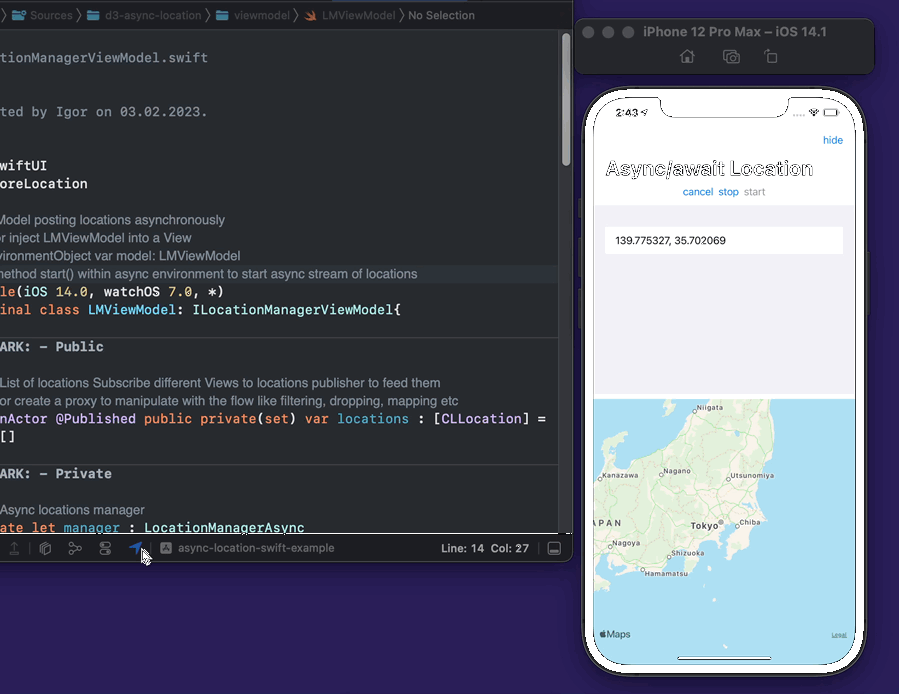 Sources d3-async-location viewmodel LMViewModel No Selection
tionManagerViewModel.swift
ted by Igor on 03.02.2023.
wiftUI
oreLocation
Model posting locations asynchronously
or inject LMViewModel into a View
vironmentObject var model: LMViewModel
method start() within async environment to start async stream of locations
le(iOS 14.0, watchOS 7.0, *)
inal class LMViewModel: ILocationManagerViewModel{
ARK: - Public
List of locations Subscribe different Views to locations publisher to feed them
or create a proxy to manipulate with the flow like filtering, dropping, mapping etc
nActor @Published public private(set) var locations : [CLLocation] =
[]
ARK: - Private
Async locations manager
ate let manager : LocationManagerAsync
async-location-swift-example Line: 14 Col: 27
iPhone 12 Pro Max – iOS 14.1
2:43
hide
Async/await Location
cancel stop start
139.775327, 35.702069
Niigata
Kanazawa
Nagano
Utsunomiya
APAN
Tokyo
Chiba
Nagoya
Shizuoka
Hamamatsu
Maps
Legal